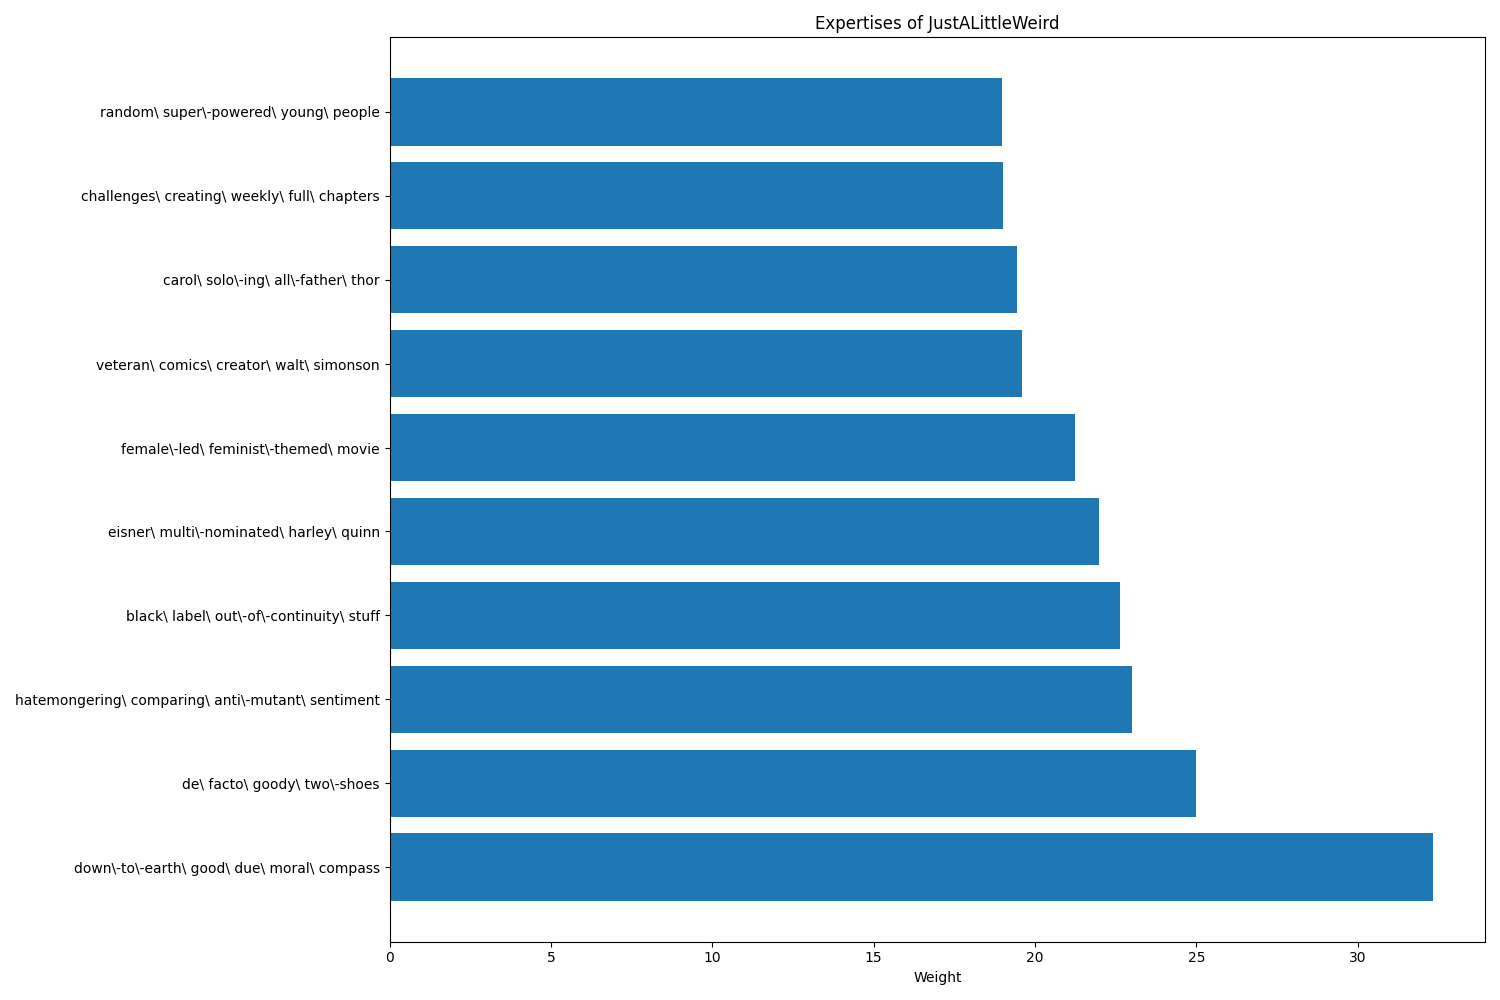 Expertises of JustALittleWeird
random\ super\-powered\ young\ people
challenges\ creating\ weekly\ full\ chapters
carol\ solo\-ing\ all\-father\ thor
veteran\ comics\ creator\ walt\ simonson
female\-led\ feminist\-themed\ movie
eisner\ multi\-nominated\ harley\ quinn
black\ label\ out\-of\-continuity\ stuff
hatemongering\ comparing\ anti\-mutant\ sentiment
de\ facto\ goody\ two\-shoes
down\-to\-earth\ good\ due\ moral\ compass
0 5 10 15 20 25 30
Weight